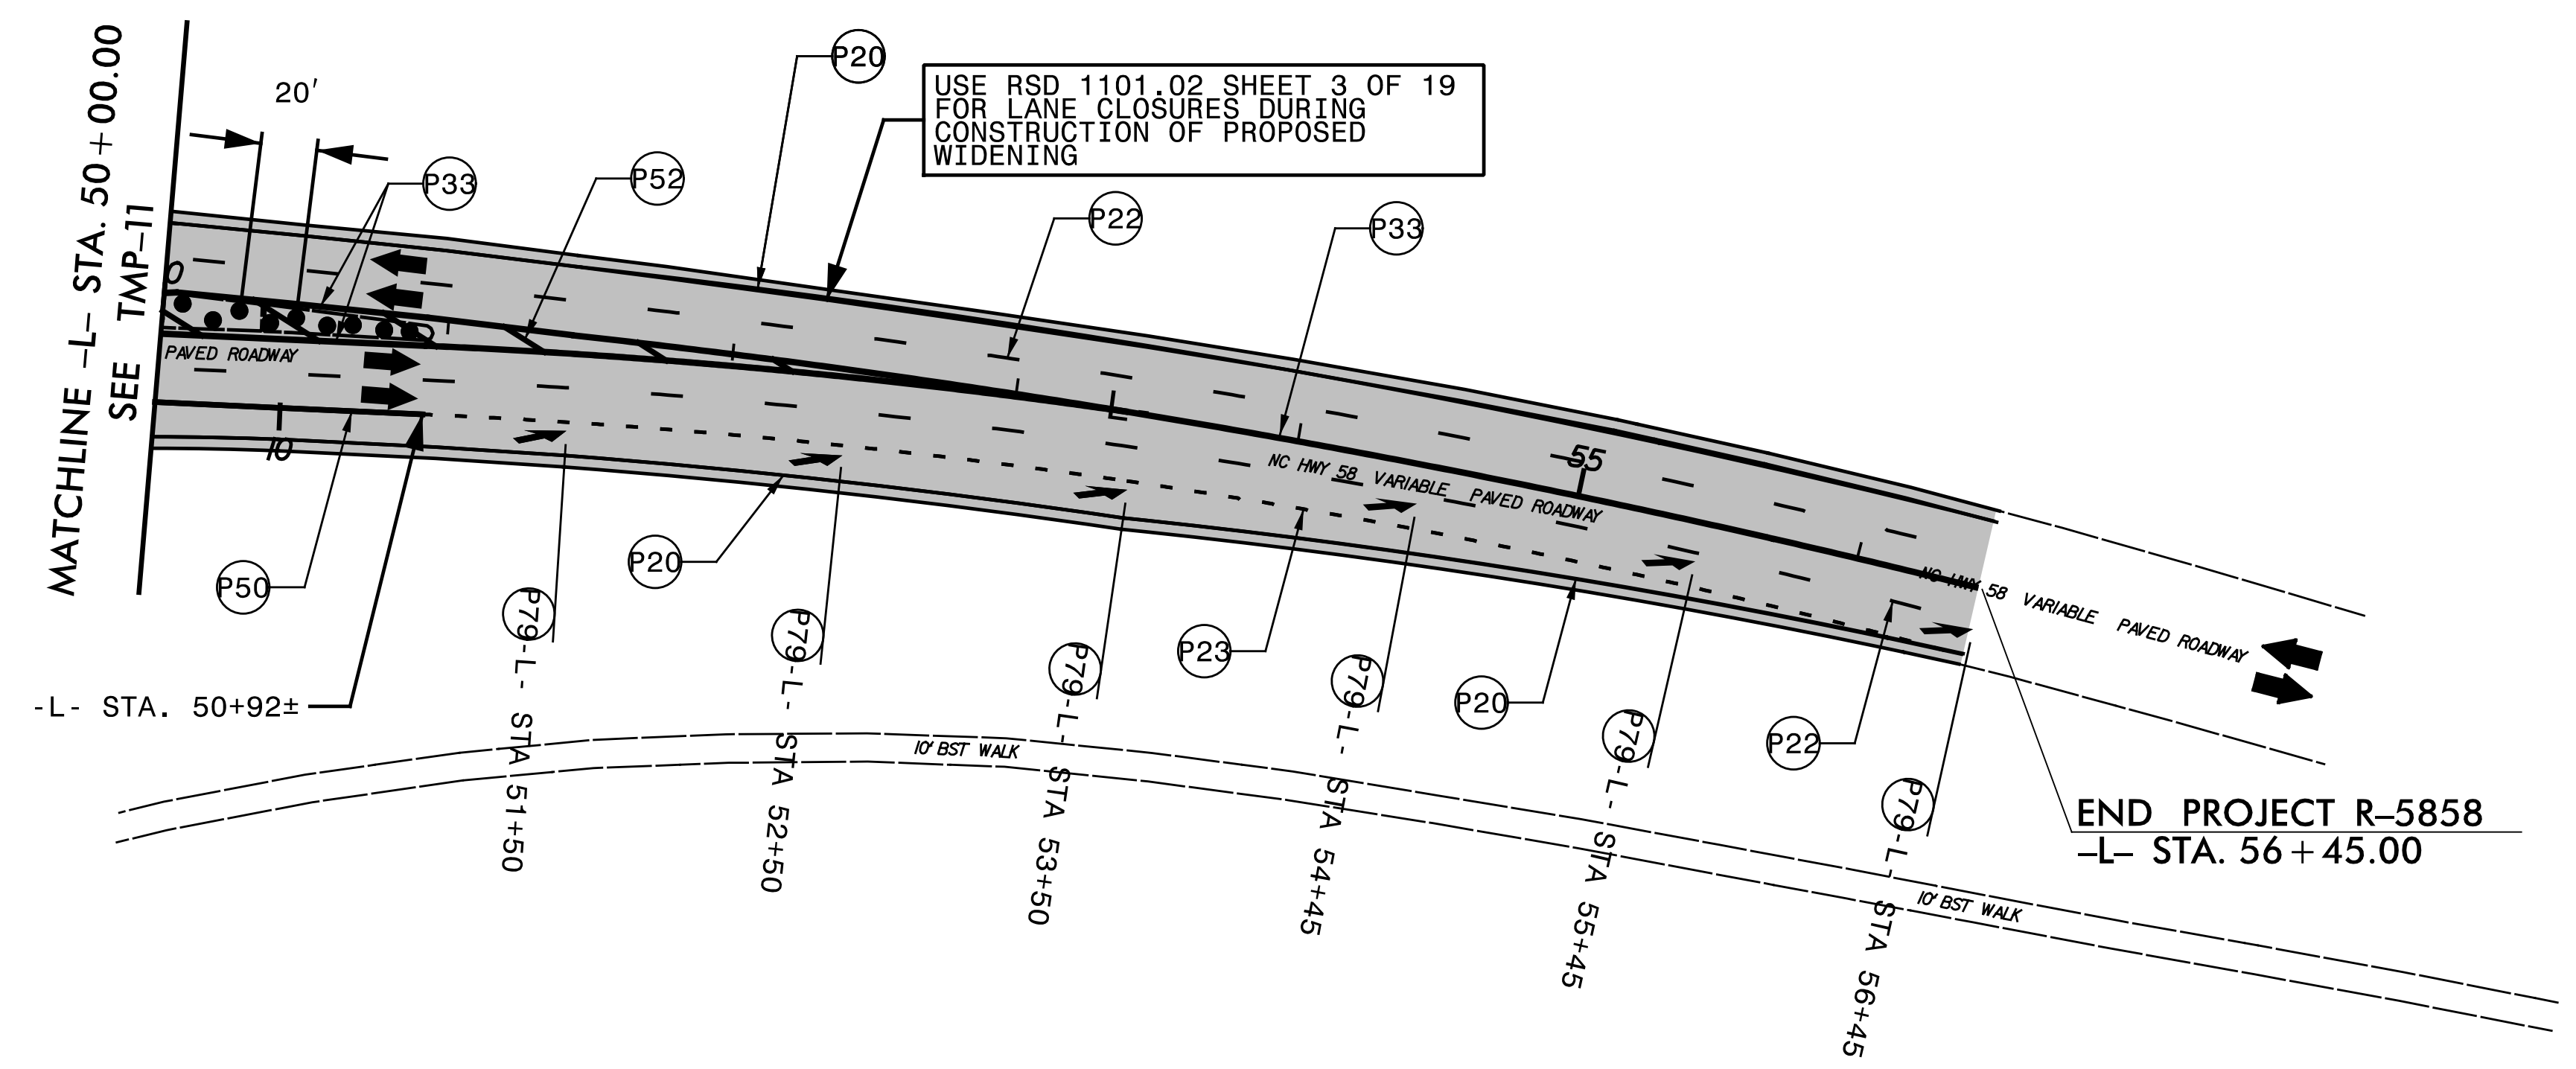 MATCHLINE -L- STA. 50+00.00
SEE TMP-11
20'
P20
USE RSD 1101.02 SHEET 3 OF 19
FOR LANE CLOSURES DURING
CONSTRUCTION OF PROPOSED
WIDENING
P33
P52
P22
P33
0
PAVED ROADWAY
10
L
55
NC HWY 58 VARIABLE PAVED ROADWAY
NC HWY 58 VARIABLE PAVED ROADWAY
P50
P20
P23
P20
P22
-L- STA. 50+92±
P79 -L- STA 51+50
P79 -L- STA 52+50
P79 -L- STA 53+50
P79 -L- STA 54+45
P79 -L- STA 55+45
P79 -L- STA 56+45
10' BST WALK
10' BST WALK
END PROJECT R-5858
-L- STA. 56+45.00